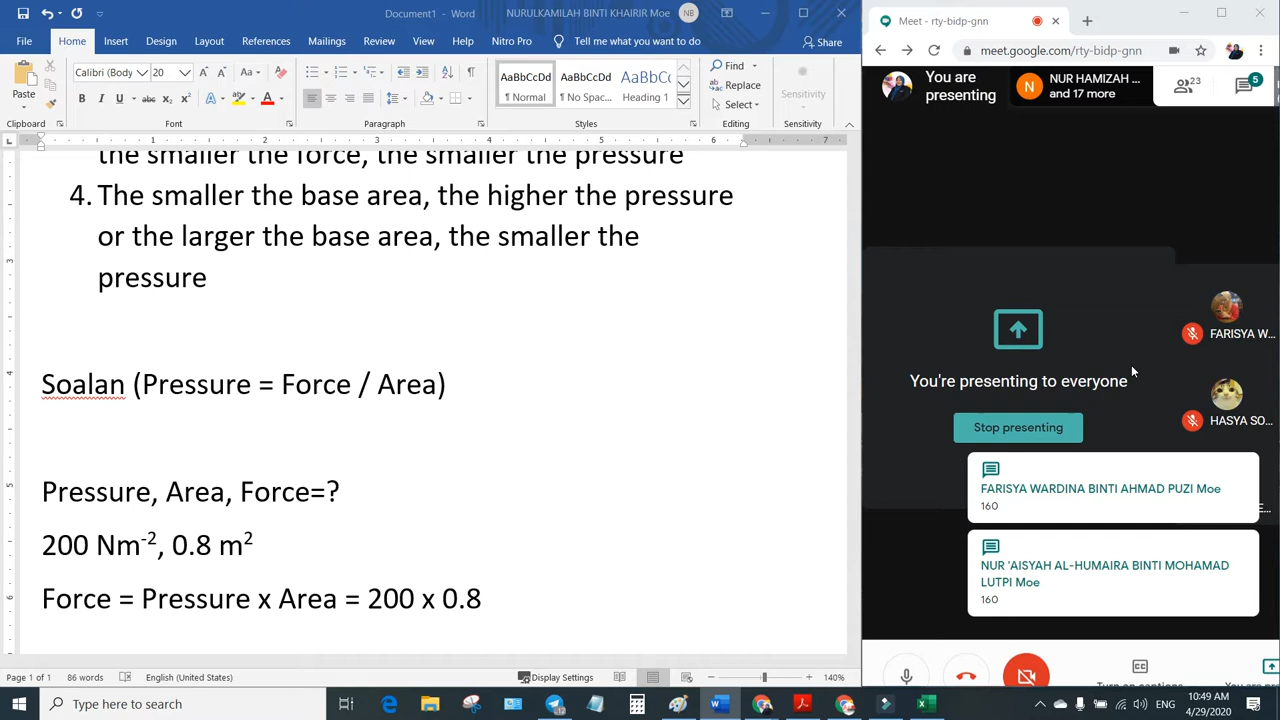 Document1 - Word
NURULKAMILAH BINTI KHAIRIR Moe
NB
File
Home
Insert
Design
Layout
References
Mailings
Review
View
Help
Nitro Pro
Tell me what you want to do
Share
Paste
Calibri (Body
20
Find
Replace
Select
AaBbCcDd
AaBbCcDd
AaBbC
Normal
No Spac...
Heading 1
Sensitivity
Clipboard
Font
Paragraph
Styles
Editing
Sensitivity
the smaller the force, the smaller the pressure
4. The smaller the base area, the higher the pressure
or the larger the base area, the smaller the
pressure
Soalan (Pressure = Force / Area)
Pressure, Area, Force=?
200 Nm-2, 0.8 m2
Force = Pressure x Area = 200 x 0.8
Page 1 of 1
86 words
English (United States)
Display Settings
140%
Meet - rty-bidp-gnn
meet.google.com/rty-bidp-gnn
You are
presenting
N
NUR HAMIZAH ...
and 17 more
23
5
You're presenting to everyone
Stop presenting
FARISYA W...
HASYA SO...
FARISYA WARDINA BINTI AHMAD PUZI Moe
160
NUR 'AISYAH AL-HUMAIRA BINTI MOHAMAD
LUTPI Moe
160
Turn on captions
Type here to search
ENG
10:49 AM
4/29/2020